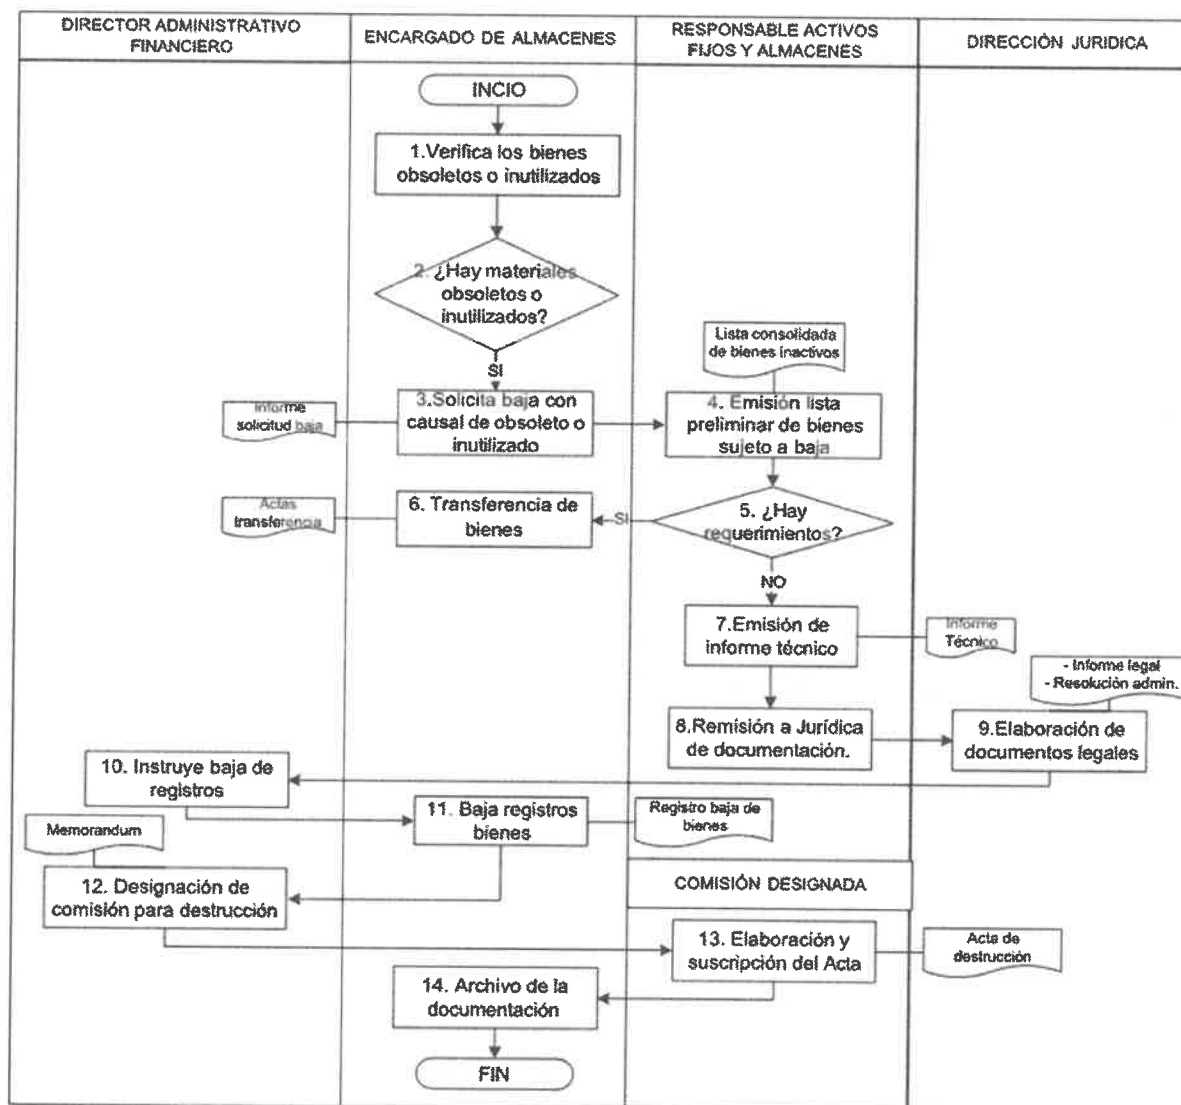 DIRECTOR ADMINISTRATIVO
FINANCIERO
ENCARGADO DE ALMACENES
RESPONSABLE ACTIVOS
FIJOS Y ALMACENES
DIRECCIÓN JURIDICA
INCIO
1.Verifica los bienes
obsoletos o inutilizados
2. ¿Hay materiales
obsoletos o
inutilizados?
SI
Lista consolidada
de bienes inactivos
Informe
solicitud baja
3.Solicita baja con
causal de obsoleto o
inutilizado
4. Emisión lista
preliminar de bienes
sujeto a baja
Actas
transferencia
6. Transferencia de
bienes
SI
5. ¿Hay
requerimientos?
NO
7.Emisión de
informe técnico
Informe
Técnico
- Informe legal
- Resolución admin.
8.Remisión a Jurídica
de documentación.
9.Elaboración de
documentos legales
10. Instruye baja de
registros
11. Baja registros
bienes
Registro baja de
bienes
Memorandum
12. Designación de
comisión para destrucción
COMISIÓN DESIGNADA
13. Elaboración y
suscripción del Acta
Acta de
destrucción
14. Archivo de la
documentación
FIN